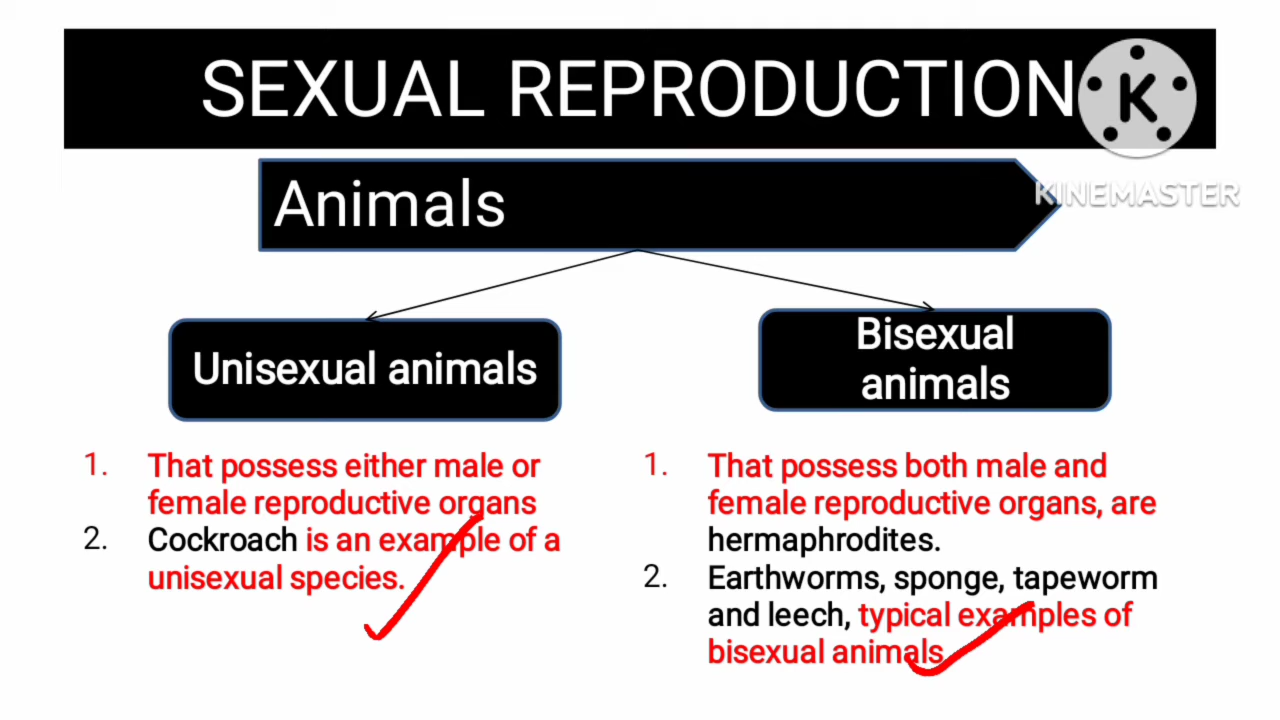 SEXUAL REPRODUCTION
K
KINEMASTER
Animals
Unisexual animals
Bisexual
animals
1. That possess either male or
female reproductive organs
2. Cockroach is an example of a
unisexual species.
1. That possess both male and
female reproductive organs, are
hermaphrodites.
2. Earthworms, sponge, tapeworm
and leech, typical examples of
bisexual animals